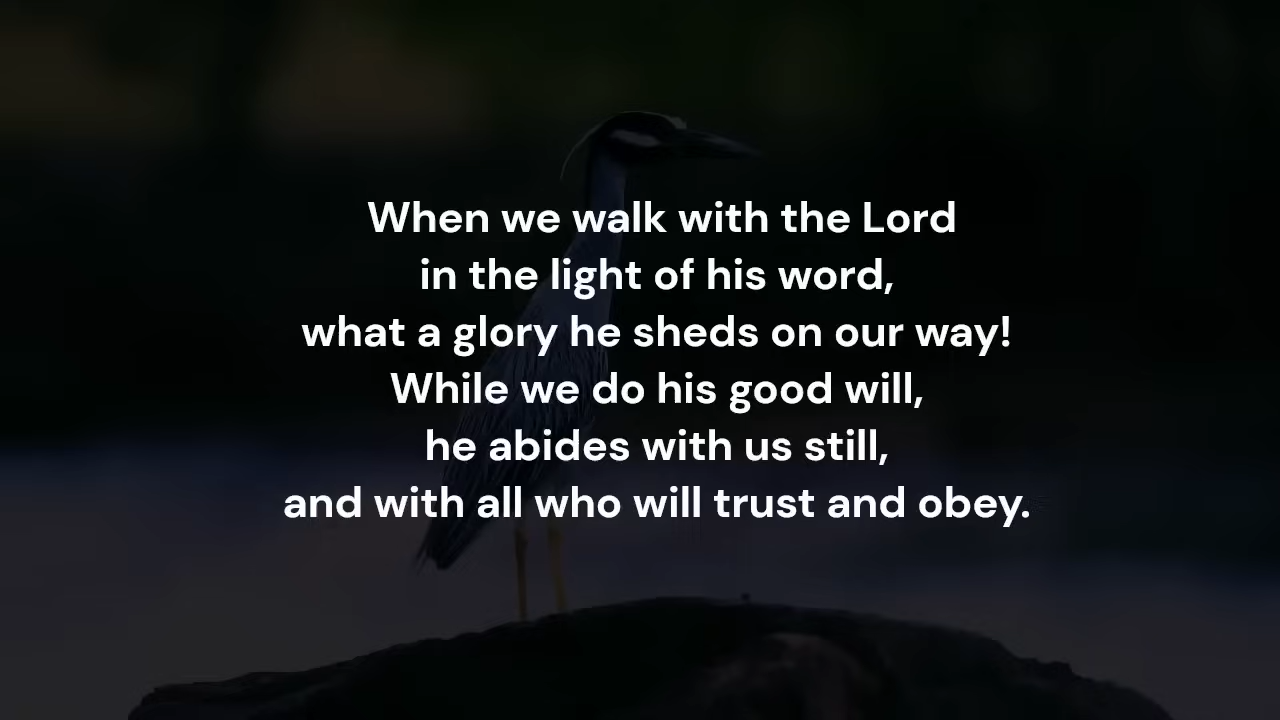 When we walk with the Lord
in the light of his word,
what a glory he sheds on our way!
While we do his good will,
he abides with us still,
and with all who will trust and obey.